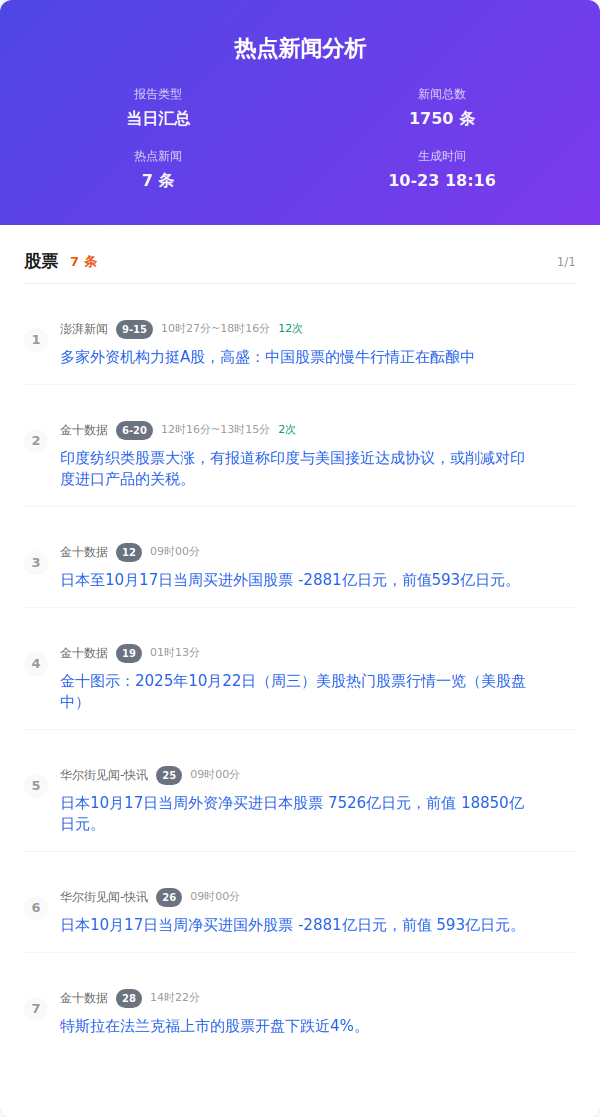 热点新闻分析
报告类型
新闻总数
当日汇总
1750 条
热点新闻
生成时间
7 条
10-23 18:16
股票 7 条 1/1
1
澎湃新闻 9-15 10时27分~18时16分 12次
多家外资机构力挺A股，高盛：中国股票的慢牛行情正在酝酿中
2
金十数据 6-20 12时16分~13时15分 2次
印度纺织类股票大涨，有报道称印度与美国接近达成协议，或削减对印
度进口产品的关税。
3
金十数据 12 09时00分
日本至10月17日当周买进外国股票 -2881亿日元，前值593亿日元。
4
金十数据 19 01时13分
金十图示：2025年10月22日（周三）美股热门股票行情一览（美股盘
中）
5
华尔街见闻-快讯 25 09时00分
日本10月17日当周外资净买进日本股票 7526亿日元，前值 18850亿
日元。
6
华尔街见闻-快讯 26 09时00分
日本10月17日当周净买进国外股票 -2881亿日元，前值 593亿日元。
7
金十数据 28 14时22分
特斯拉在法兰克福上市的股票开盘下跌近4%。